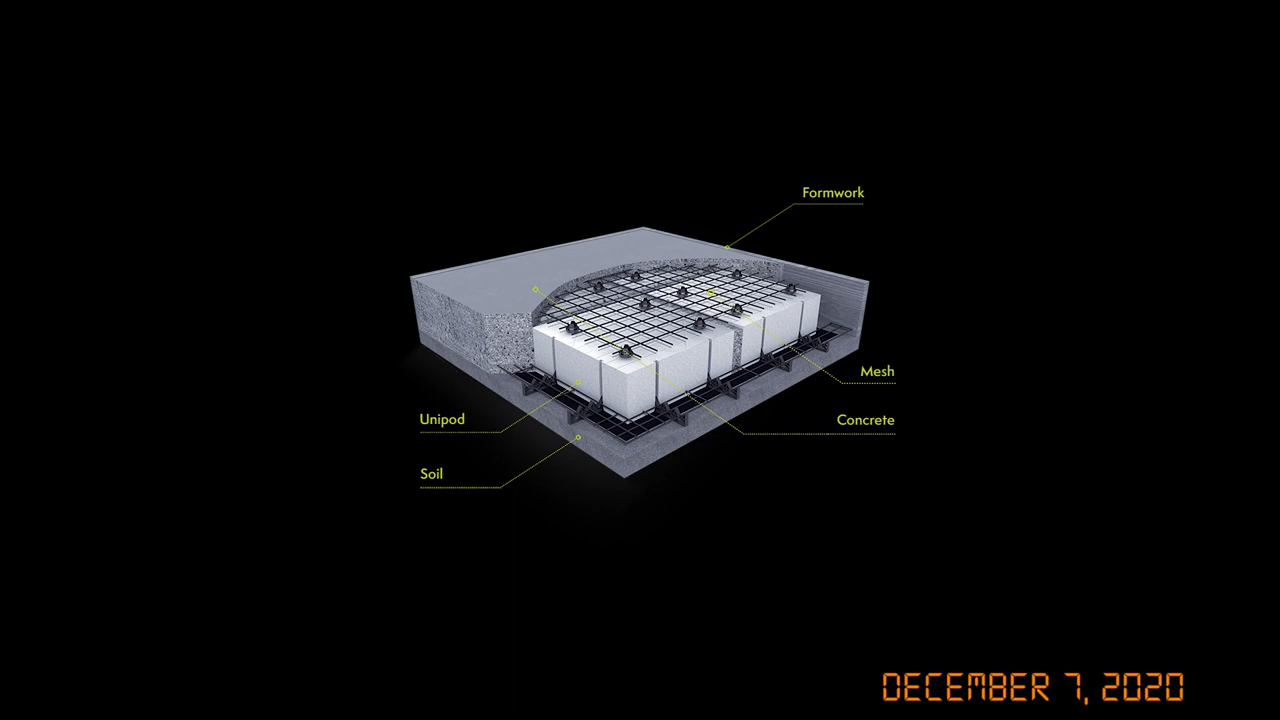 Formwork
Mesh
Unipod
Concrete
Soil
DECEMBER 7, 2020